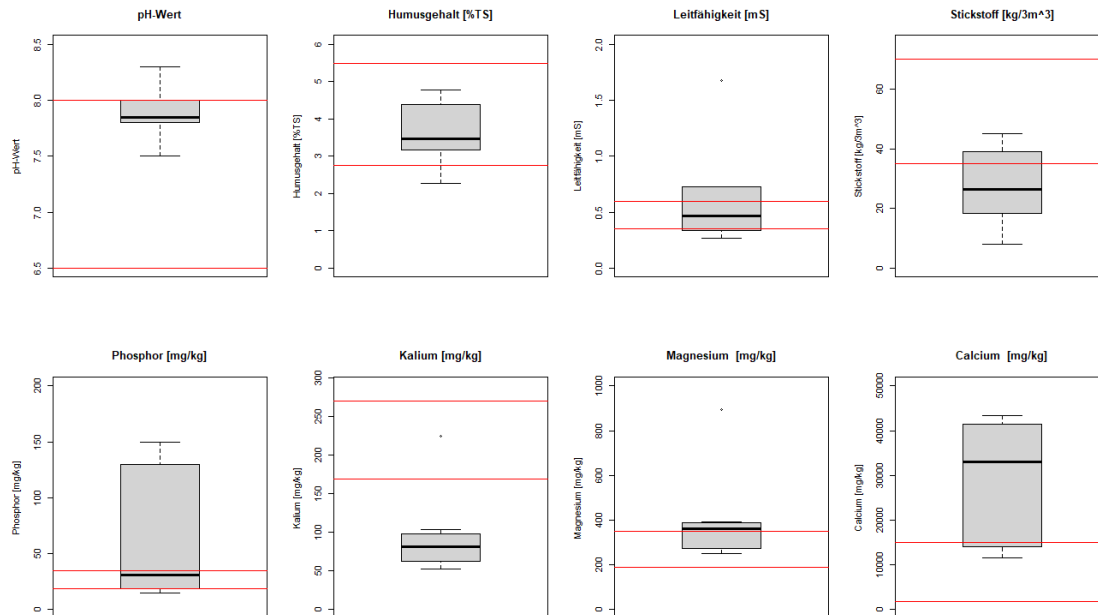 pH-Wert
Humusgehalt [%TS]
Leitfähigkeit [mS]
Stickstoff [kg/3m^3]
pH-Wert
8.5
8.0
7.5
7.0
6.5
Humusgehalt [%TS]
6
5
4
3
2
1
0
Leitfähigkeit [mS]
2.0
1.5
1.0
0.5
0.0
Stickstoff [kg/3m^3]
60
40
20
0
Phosphor [mg/kg]
Kalium [mg/kg]
Magnesium [mg/kg]
Calcium [mg/kg]
Phosphor [mg/kg]
200
150
100
50
0
Kalium [mg/kg]
300
250
200
150
100
50
0
Magnesium [mg/kg]
1000
800
600
400
200
0
Calcium [mg/kg]
50000
40000
30000
20000
10000
0